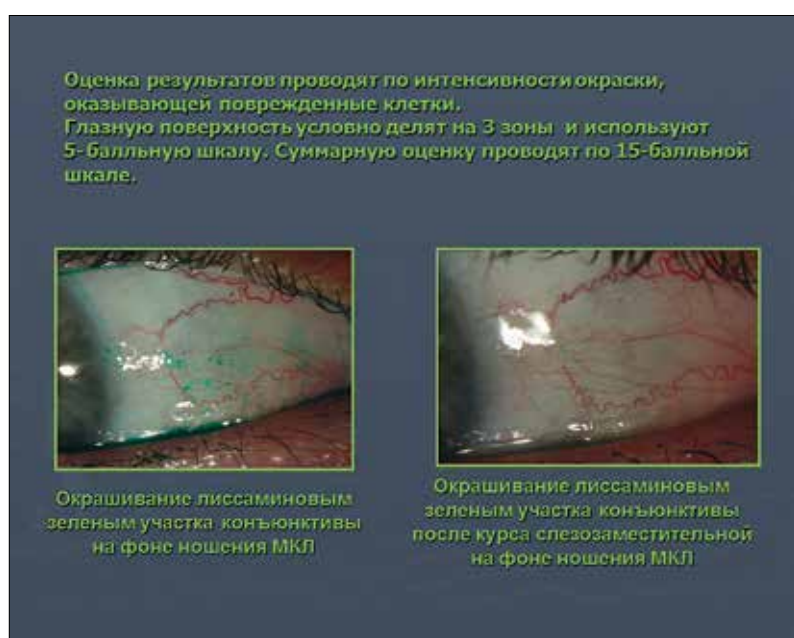 Оценка результатов проводят по интенсивности окраски,
оказывающей поврежденные клетки.
Глазную поверхность условно делят на 3 зоны и используют
5-балльную шкалу. Суммарную оценку проводят по 15-балльной
шкале.
Окрашивание лиссаминовым
зеленым участка конъюнктивы
на фоне ношения МКЛ
Окрашивание лиссаминовым
зеленым участка конъюнктивы
после курса слезозаместительной
на фоне ношения МКЛ